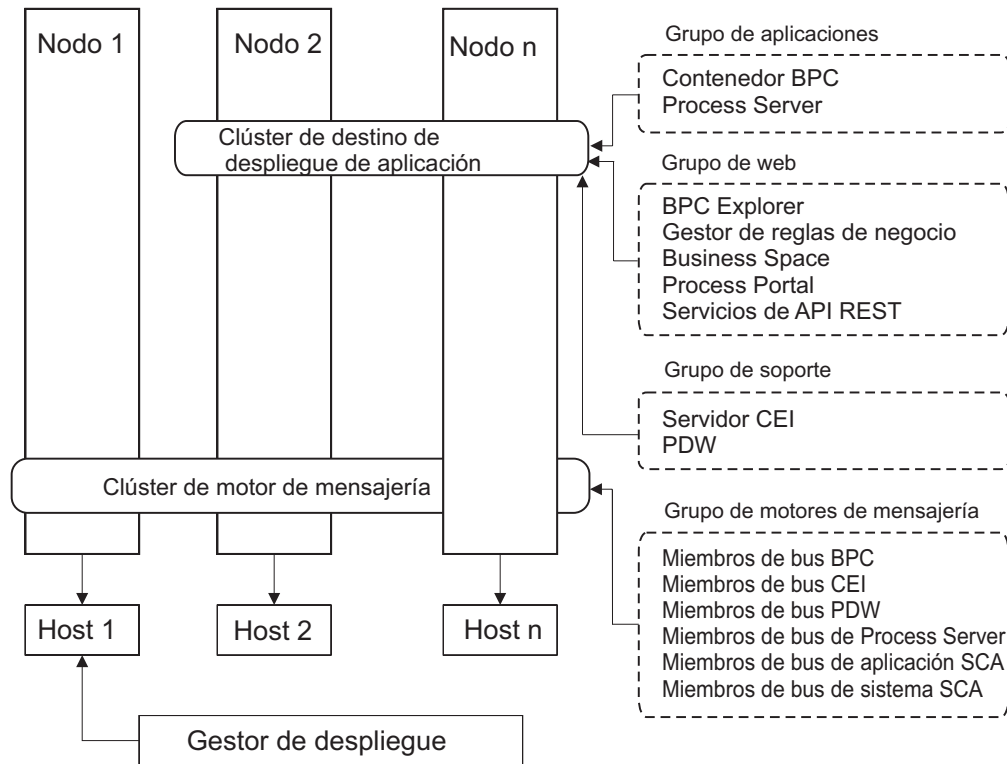 Nodo 1
Nodo 2
Nodo n
Clúster de destino de
despliegue de aplicación
Clúster de motor de mensajería
Host 1
Host 2
Host n
Gestor de despliegue
Grupo de aplicaciones
Contenedor BPC
Process Server
Grupo de web
BPC Explorer
Gestor de reglas de negocio
Business Space
Process Portal
Servicios de API REST
Grupo de soporte
Servidor CEI
PDW
Grupo de motores de mensajería
Miembros de bus BPC
Miembros de bus CEI
Miembros de bus PDW
Miembros de bus de Process Server
Miembros de bus de aplicación SCA
Miembros de bus de sistema SCA